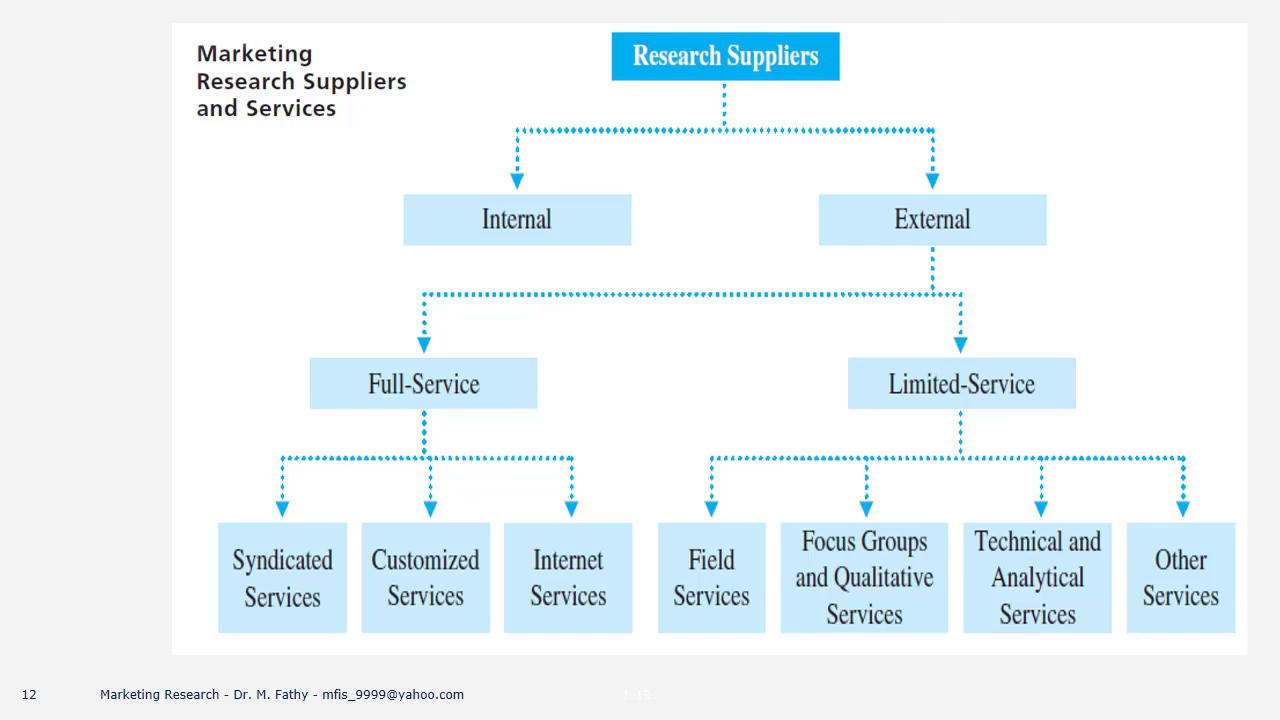 Marketing
Research Suppliers
and Services
Research Suppliers
Internal
External
Full-Service
Limited-Service
Syndicated
Services
Customized
Services
Internet
Services
Field
Services
Focus Groups
and Qualitative
Services
Technical and
Analytical
Services
Other
Services
12
Marketing Research - Dr. M. Fathy - mfis_9999@yahoo.com